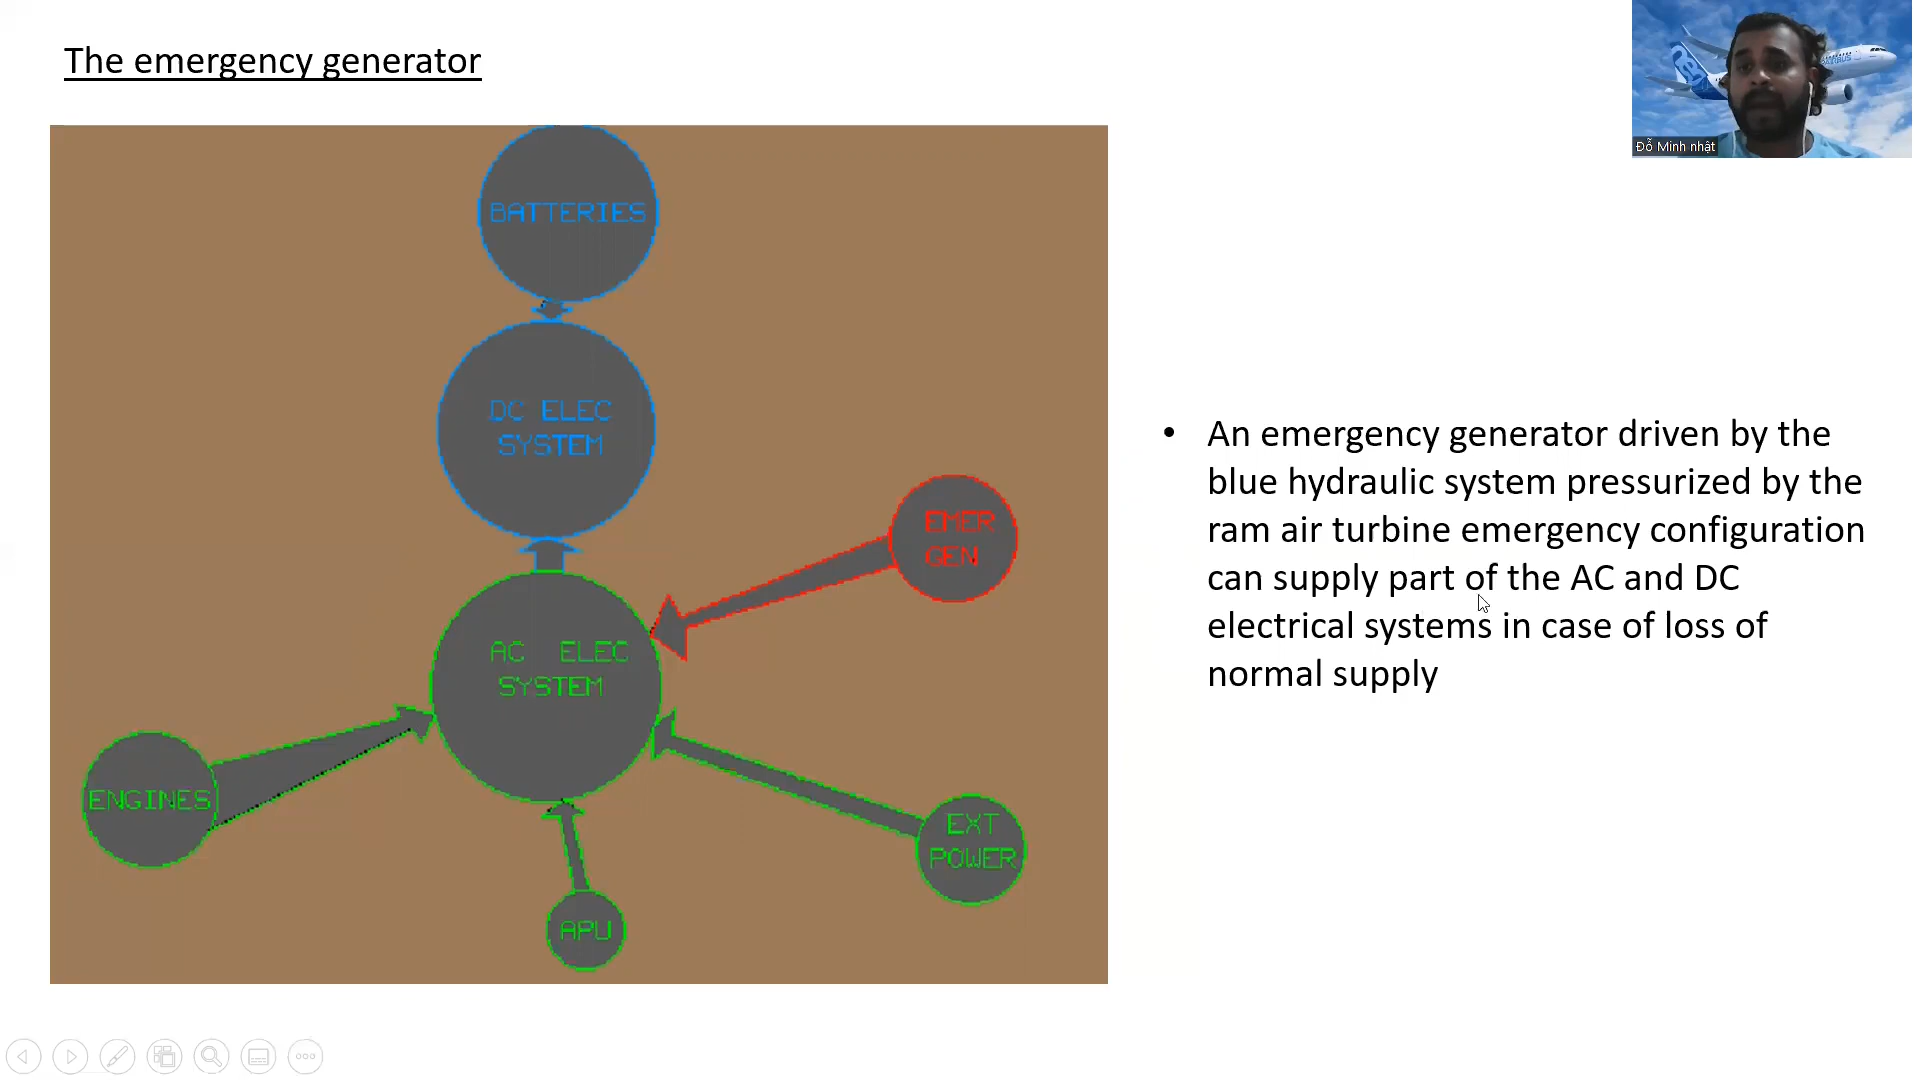 The emergency generator
Đỗ Minh nhật
BATTERIES
DC ELEC
SYSTEM
EMER
GEN
AC ELEC
SYSTEM
ENGINES
EXT
POWER
APU
• An emergency generator driven by the
blue hydraulic system pressurized by the
ram air turbine emergency configuration
can supply part of the AC and DC
electrical systems in case of loss of
normal supply